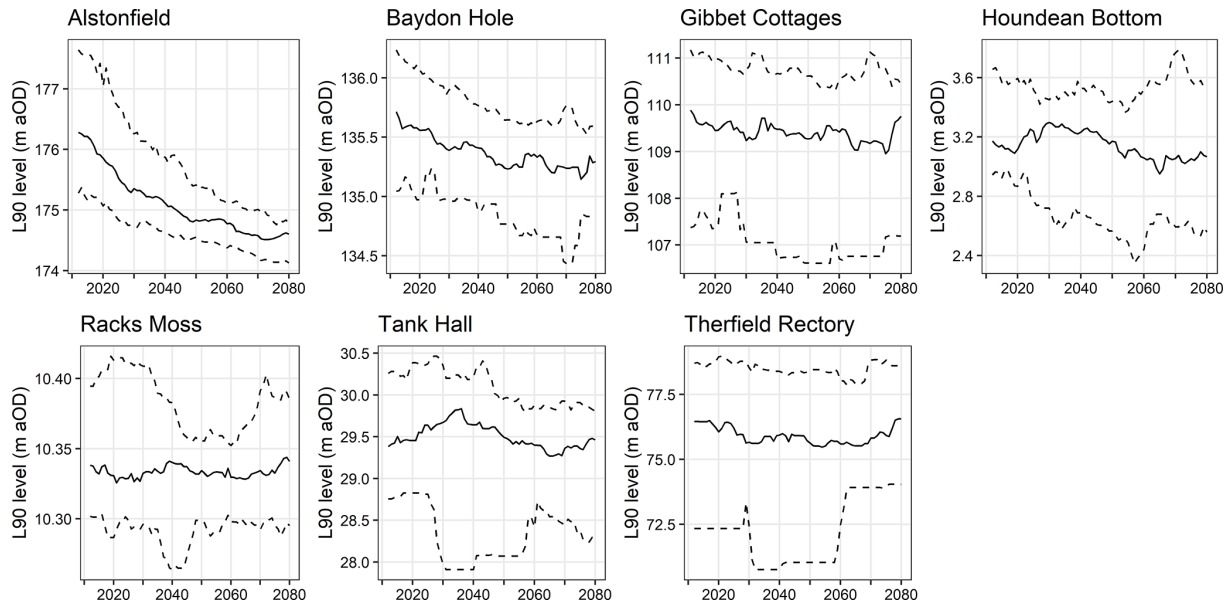 Alstonfield
Baydon Hole
Gibbet Cottages
Houndean Bottom
L90 level (m aOD)
177
176
175
174
2020 2040 2060 2080
L90 level (m aOD)
136.0
135.5
135.0
134.5
2020 2040 2060 2080
L90 level (m aOD)
111
110
109
108
107
2020 2040 2060 2080
L90 level (m aOD)
3.6
3.2
2.8
2.4
2020 2040 2060 2080
Racks Moss
Tank Hall
Therfield Rectory
L90 level (m aOD)
10.40
10.35
10.30
2020 2040 2060 2080
L90 level (m aOD)
30.5
30.0
29.5
29.0
28.5
28.0
2020 2040 2060 2080
L90 level (m aOD)
77.5
75.0
72.5
2020 2040 2060 2080